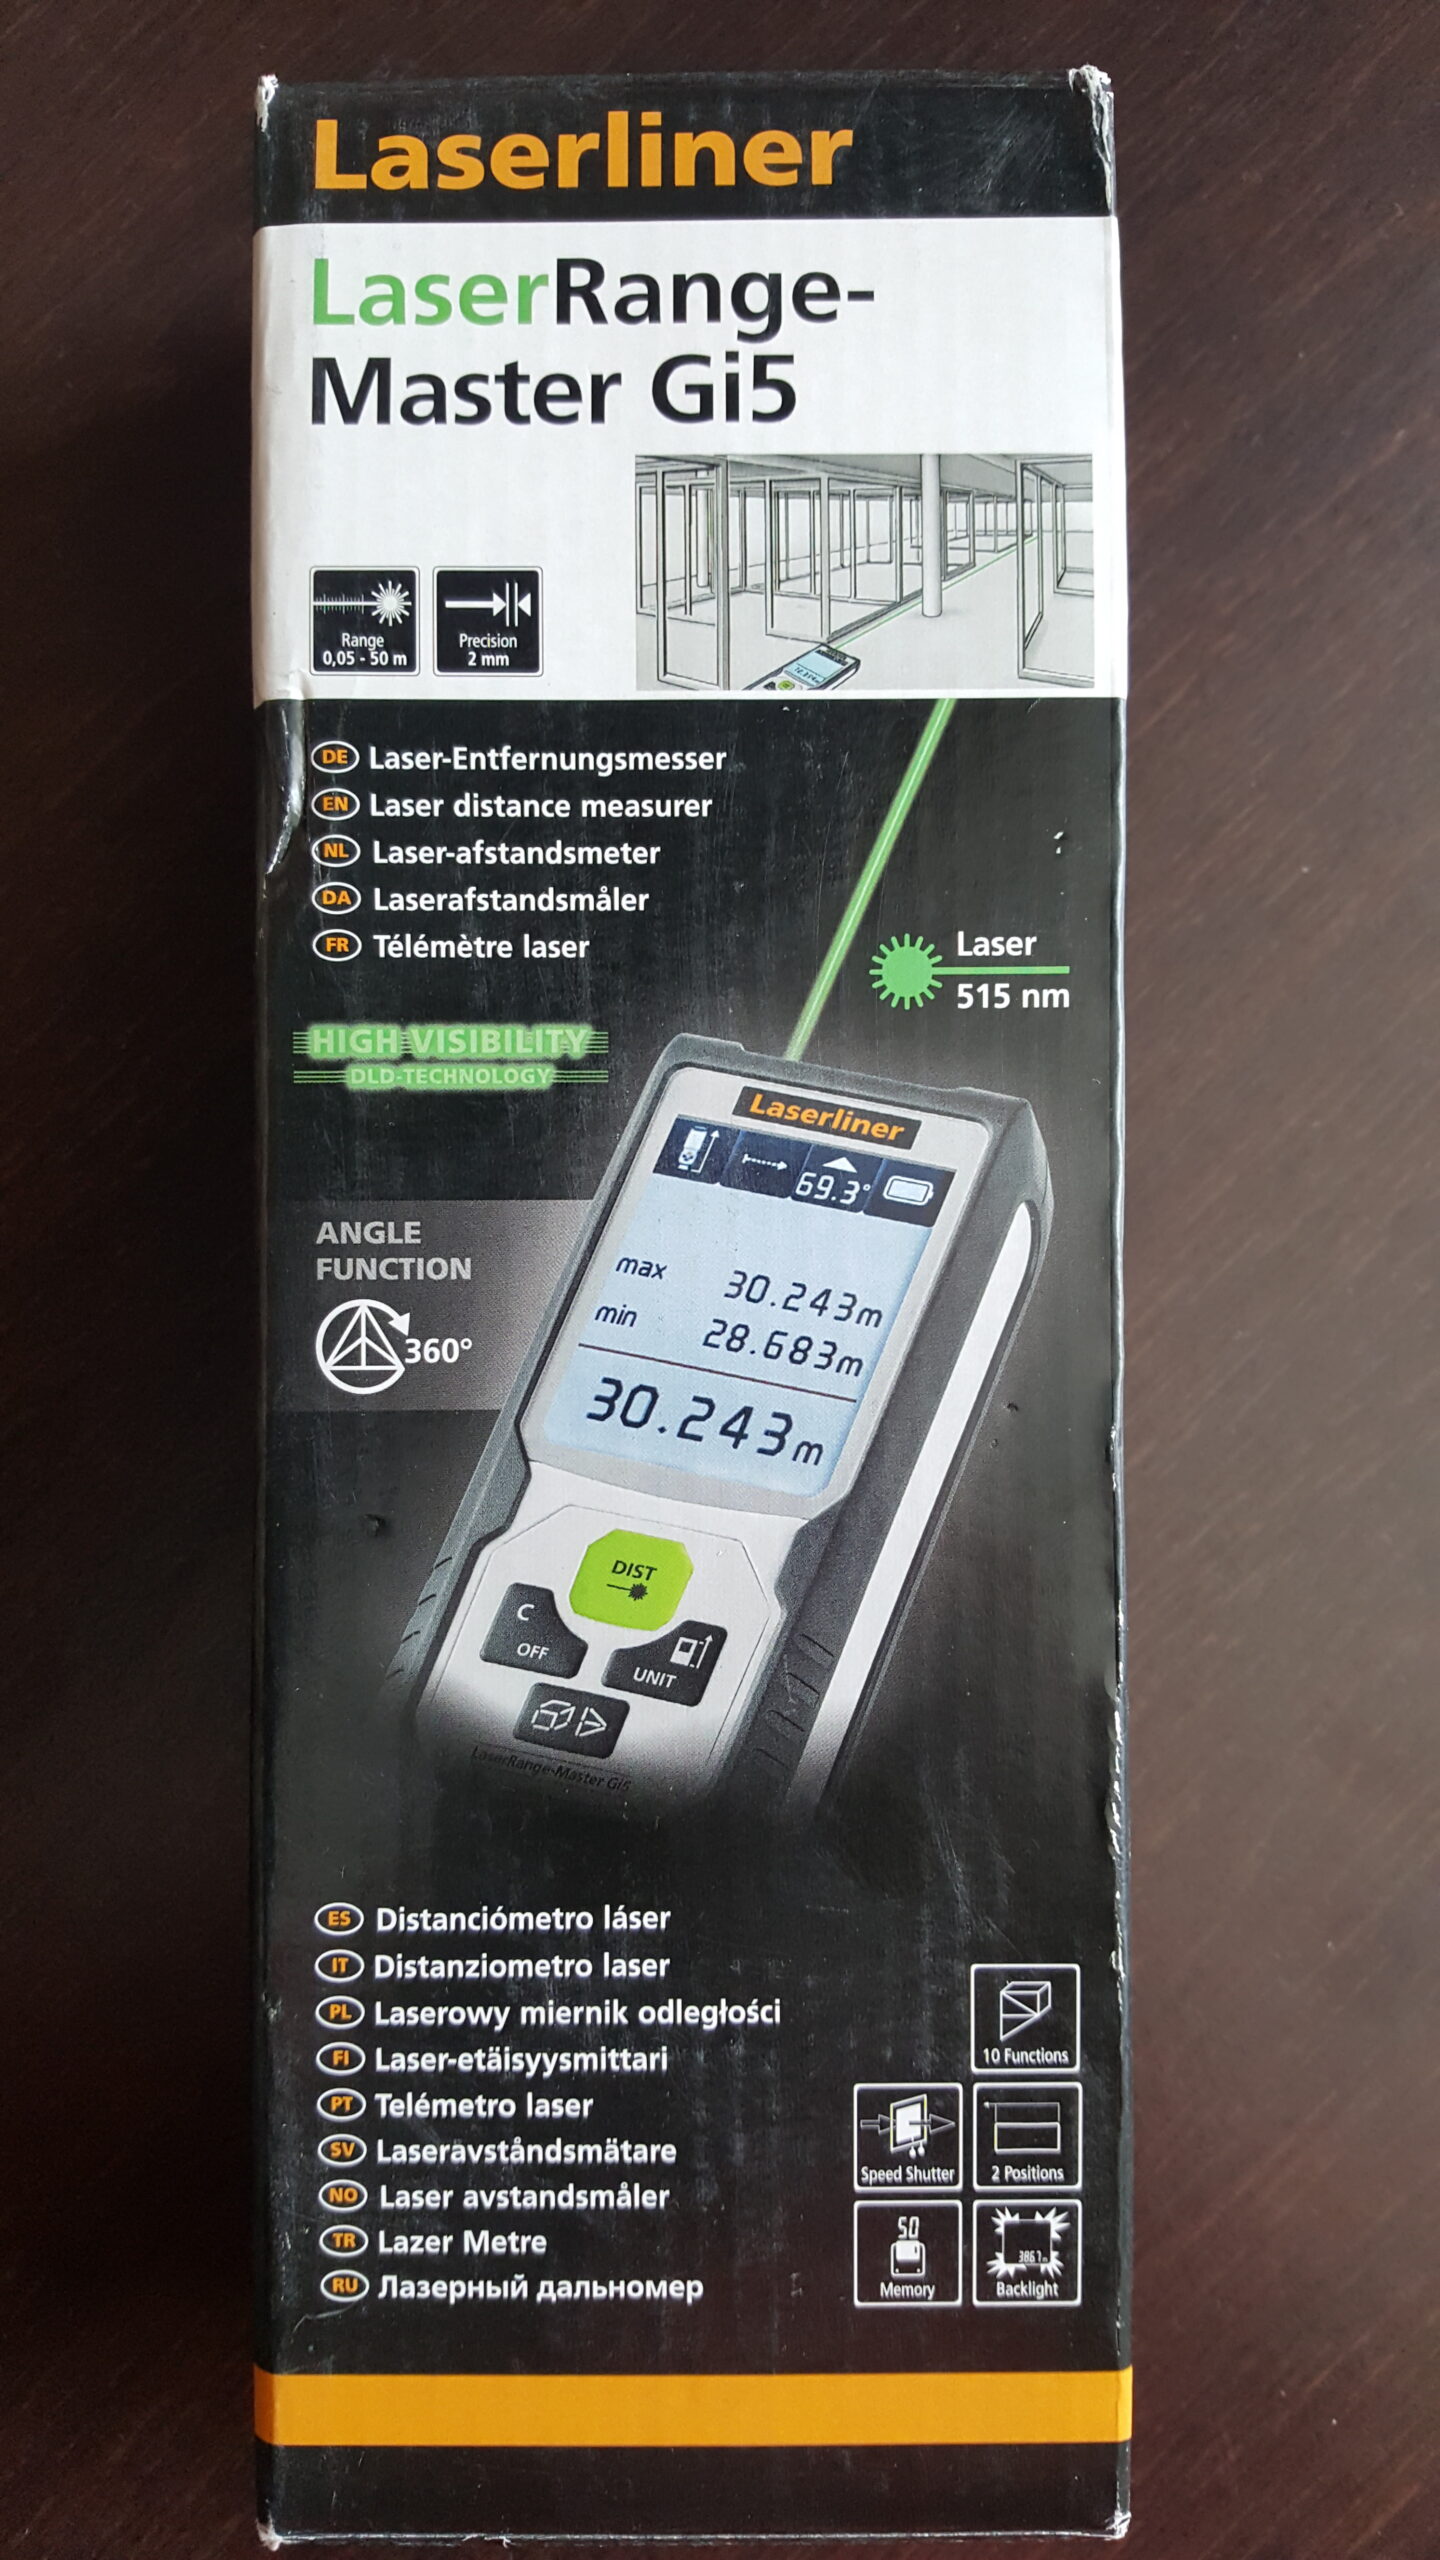 Laserliner
LaserRange-
Master Gi5
Range
0,05 - 50 m
Precision
2 mm
DE Laser-Entfernungsmesser
EN Laser distance measurer
NL Laser-afstandsmeter
DA Laserafstandsmåler
FR Télémètre laser
Laser
515 nm
HIGH VISIBILITY
DLD-TECHNOLOGY
ANGLE
FUNCTION
360°
Laserliner
69.3°
max 30.243m
min 28.683m
30.243m
DIST
C
OFF
UNIT
LaserRange-Master Gi5
ES Distanciómetro láser
IT Distanziometro laser
PL Laserowy miernik odległości
FI Laser-etäisyysmittari
PT Telémetro laser
SV Laseravståndsmätare
NO Laser avstandsmåler
TR Lazer Metre
RU Лазерный дальномер
10 Functions
Speed Shutter
2 Positions
50
Memory
Backlight